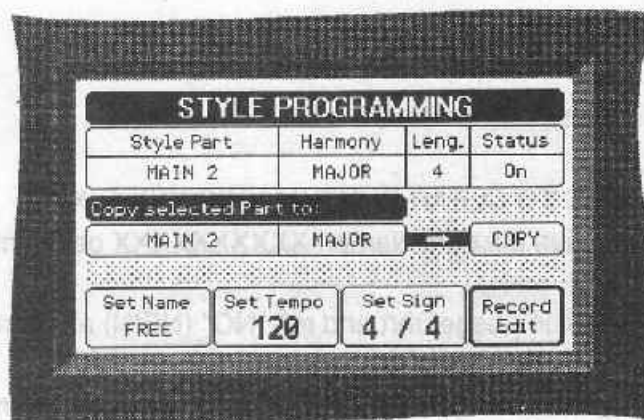 STYLE PROGRAMMING
Style Part Harmony Leng. Status
MAIN 2 MAJOR 4 On
Copy selected Part to:
MAIN 2 MAJOR COPY
Set Name Set Tempo Set Sign Record
FREE 120 4 / 4 Edit